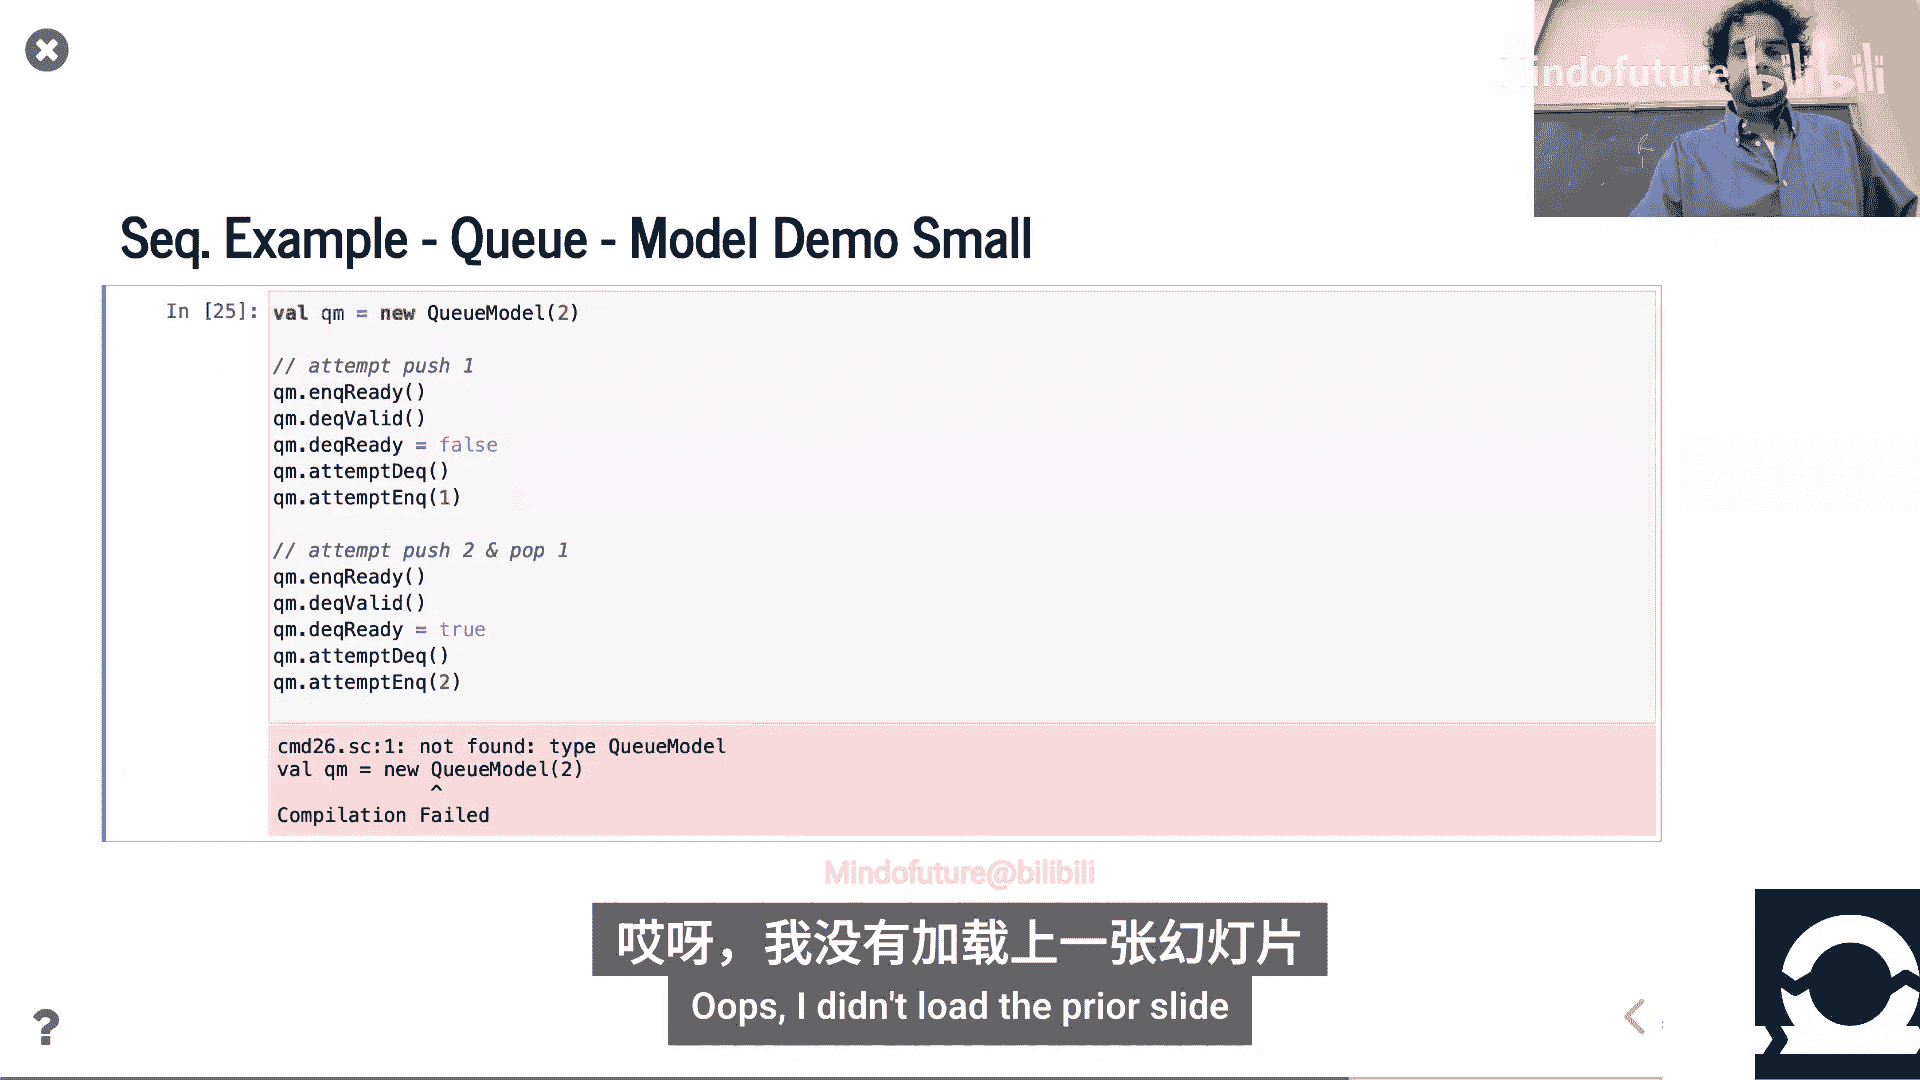 Mindofuture bilibili
Seq. Example - Queue - Model Demo Small
In [25]:
val qm = new QueueModel(2)
// attempt push 1
qm.enqReady()
qm.deqValid()
qm.deqReady = false
qm.attemptDeq()
qm.attemptEnq(1)
// attempt push 2 & pop 1
qm.enqReady()
qm.deqValid()
qm.deqReady = true
qm.attemptDeq()
qm.attemptEnq(2)
cmd26.sc:1: not found: type QueueModel
val qm = new QueueModel(2)
^
Compilation Failed
Mindofuture@bilibili
哎呀，我没有加载上一张幻灯片
Oops, I didn't load the prior slide
?